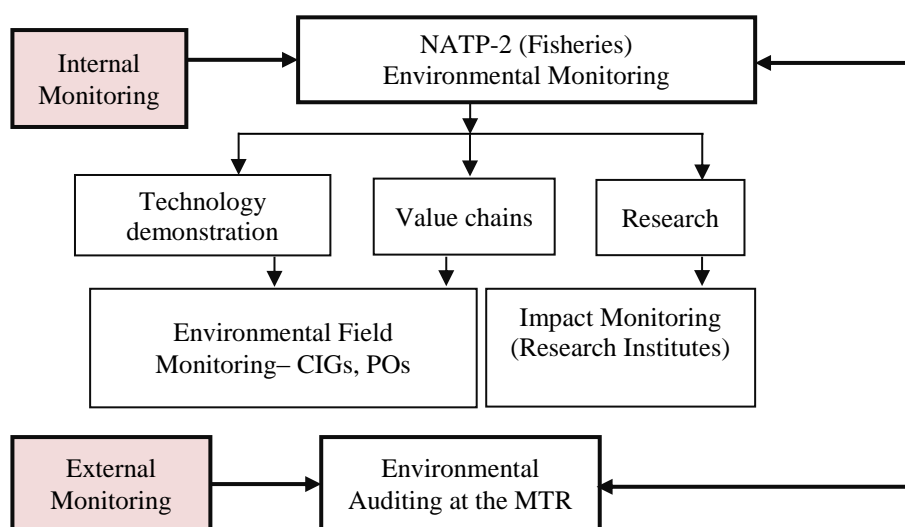 Internal
Monitoring
NATP-2 (Fisheries)
Environmental Monitoring
Technology
demonstration
Value chains
Research
Environmental Field
Monitoring– CIGs, POs
Impact Monitoring
(Research Institutes)
External
Monitoring
Environmental
Auditing at the MTR